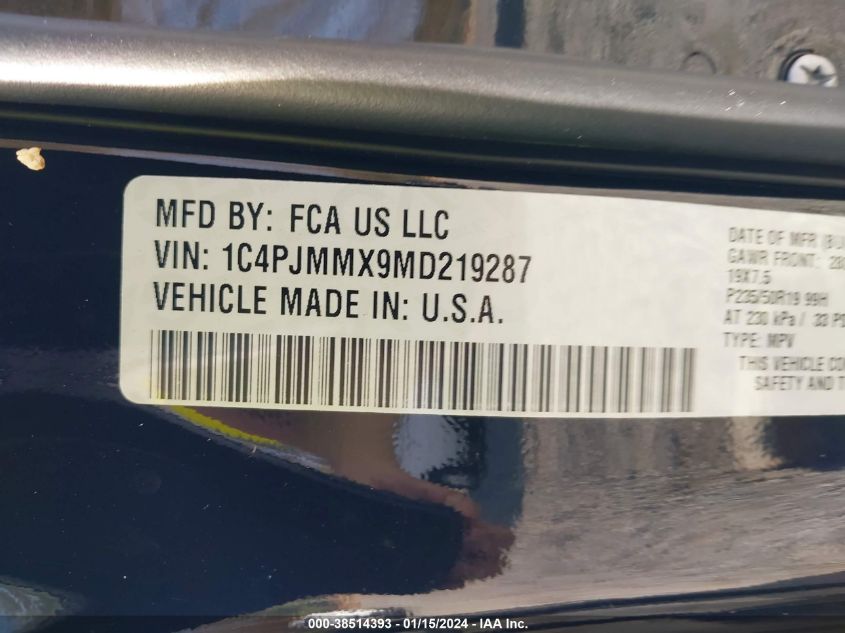 MFD BY: FCA US LLC
VIN: 1C4PJMMX9MD219287
VEHICLE MADE IN: U.S.A.
DATE OF MFR
GAWR FRONT:
19X7.5
P235/50R19 99H
AT 230 kPa / 33
TYPE: MPV
THIS VEHICLE
SAFETY AND
000-38514393 - 01/15/2024 - IAA Inc.